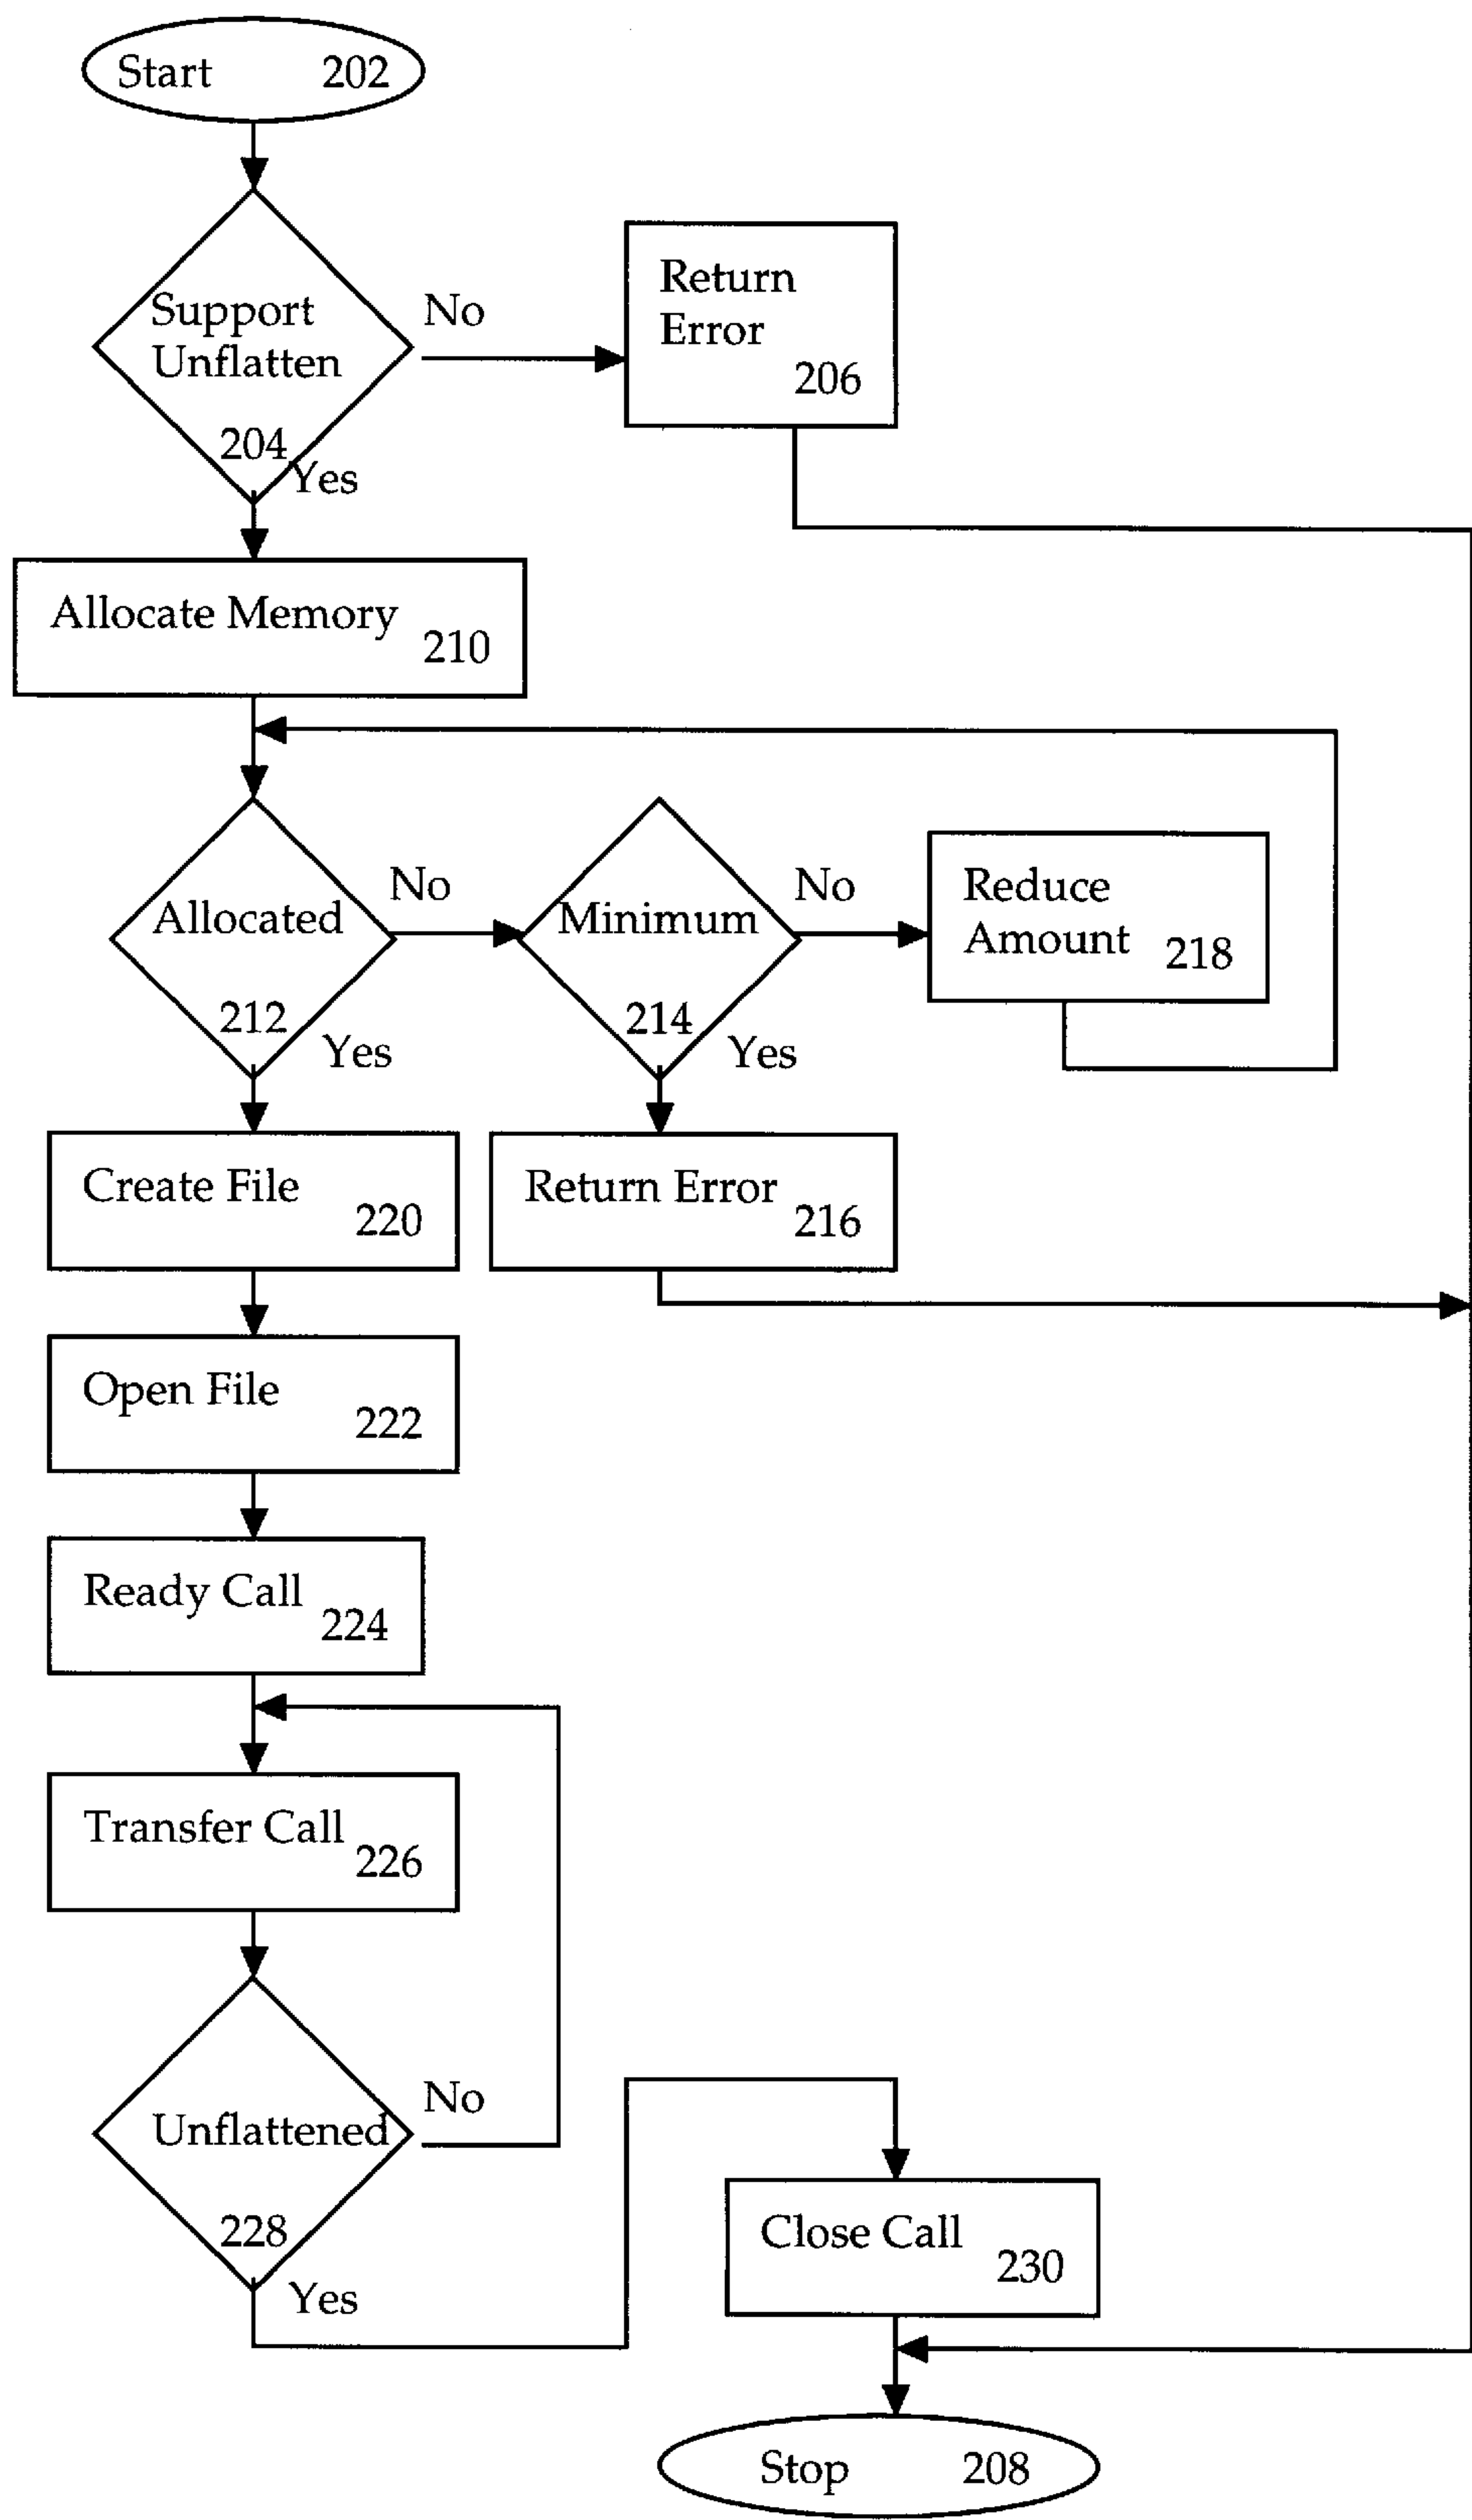 Start 202
Support
Unflatten
204
No
Yes
Return
Error
206
Allocate Memory
210
Allocated
212
No
Yes
Minimum
214
No
Yes
Reduce
Amount 218
Create File
220
Return Error
216
Open File
222
Ready Call
224
Transfer Call
226
Unflattened
228
No
Yes
Close Call
230
Stop 208